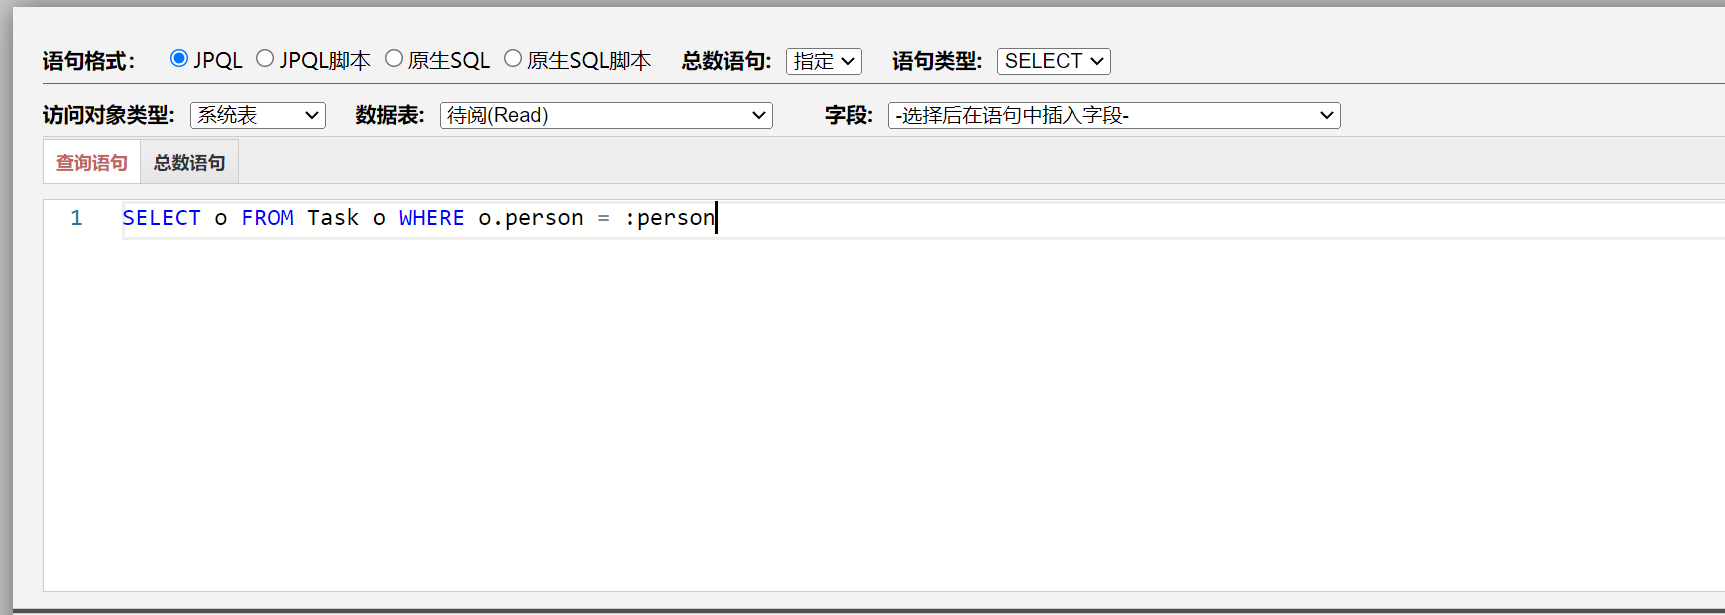 语句格式： JPQL JPQL脚本 原生SQL 原生SQL脚本 总数语句: 指定 语句类型: SELECT
访问对象类型: 系统表 数据表: 待阅(Read) 字段: -选择后在语句中插入字段-
查询语句 总数语句
1 SELECT o FROM Task o WHERE o.person = :person